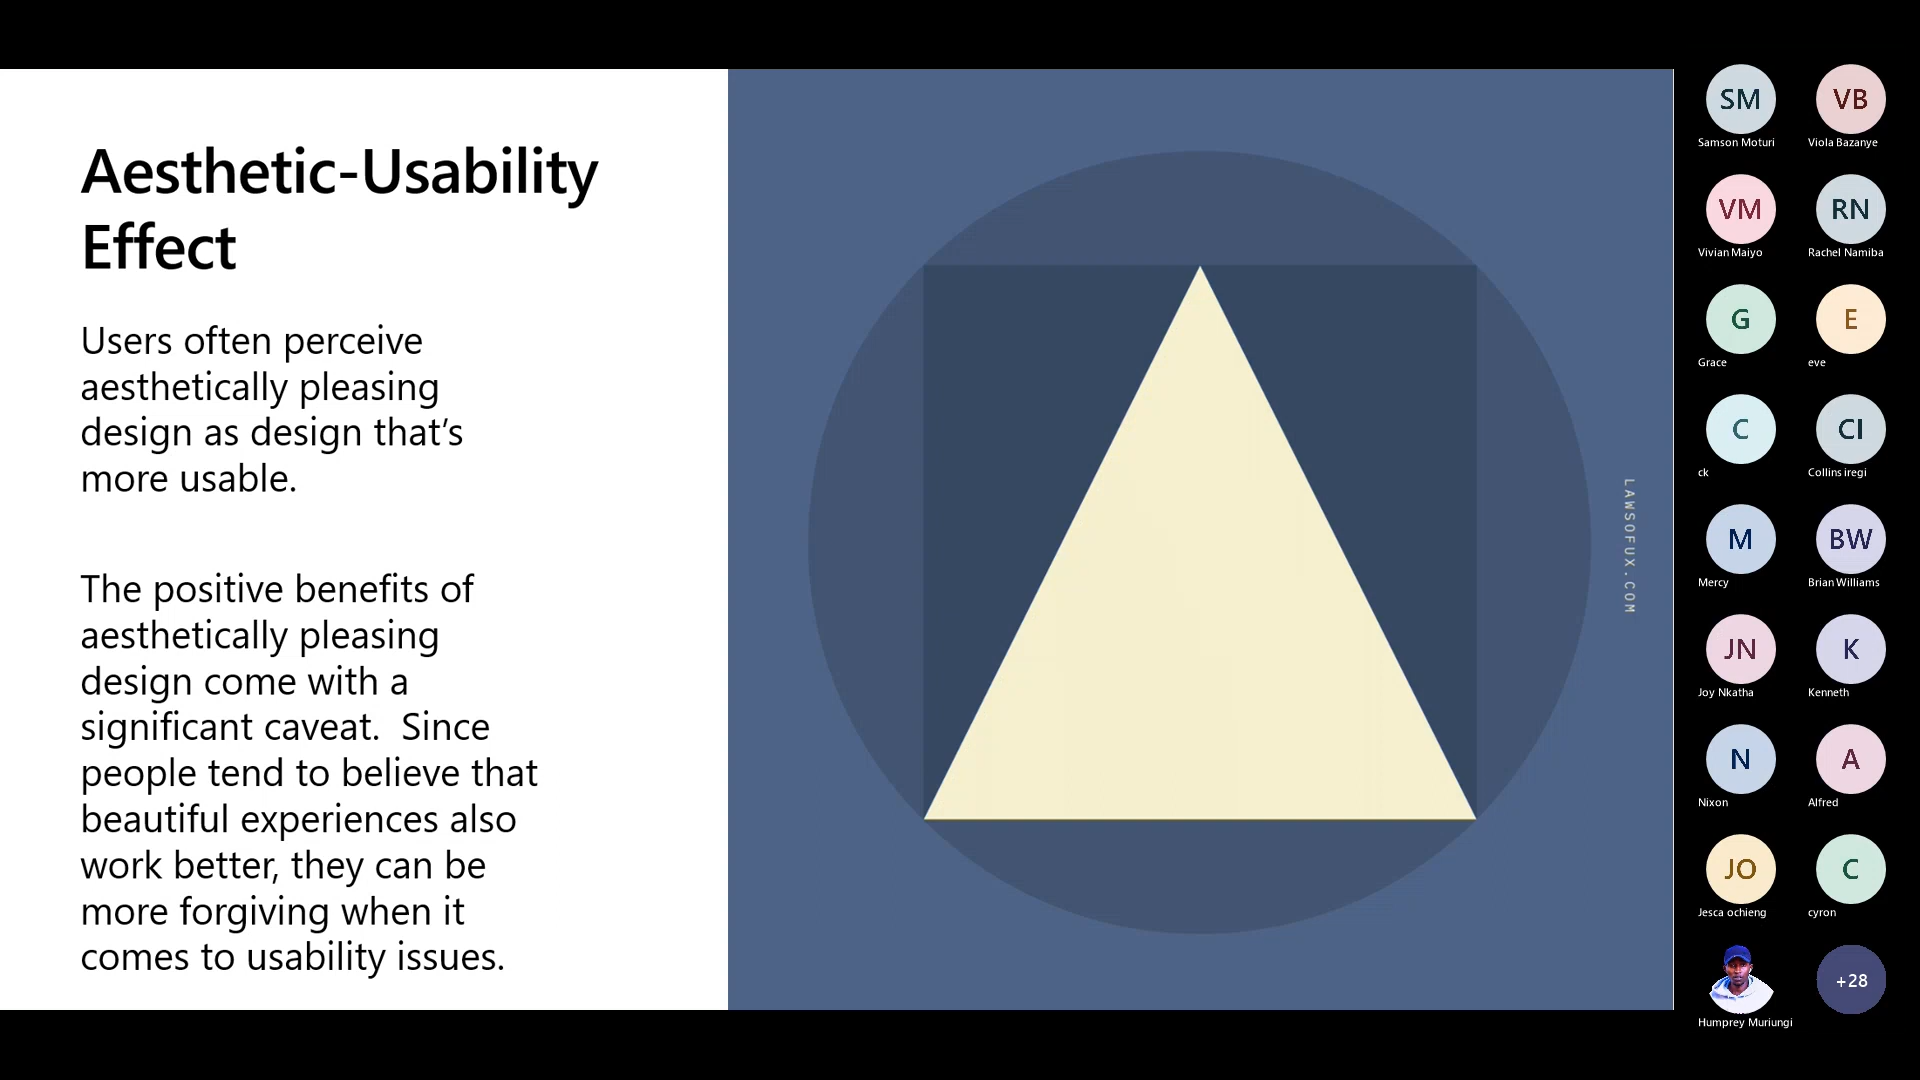 Aesthetic-Usability
Effect
Users often perceive
aesthetically pleasing
design as design that’s
more usable.
The positive benefits of
aesthetically pleasing
design come with a
significant caveat.  Since
people tend to believe that
beautiful experiences also
work better, they can be
more forgiving when it
comes to usability issues.
LAWSOFUX.COM
SM
VB
Samson Moturi
Viola Bazanye
VM
RN
Vivian Maiyo
Rachel Namiba
G
E
Grace
eve
C
CI
ck
Collins iregi
M
BW
Mercy
Brian Williams
JN
K
Joy Nkatha
Kenneth
N
A
Nixon
Alfred
JO
C
Jesca ochieng
cyron
+28
Humprey Muriungi